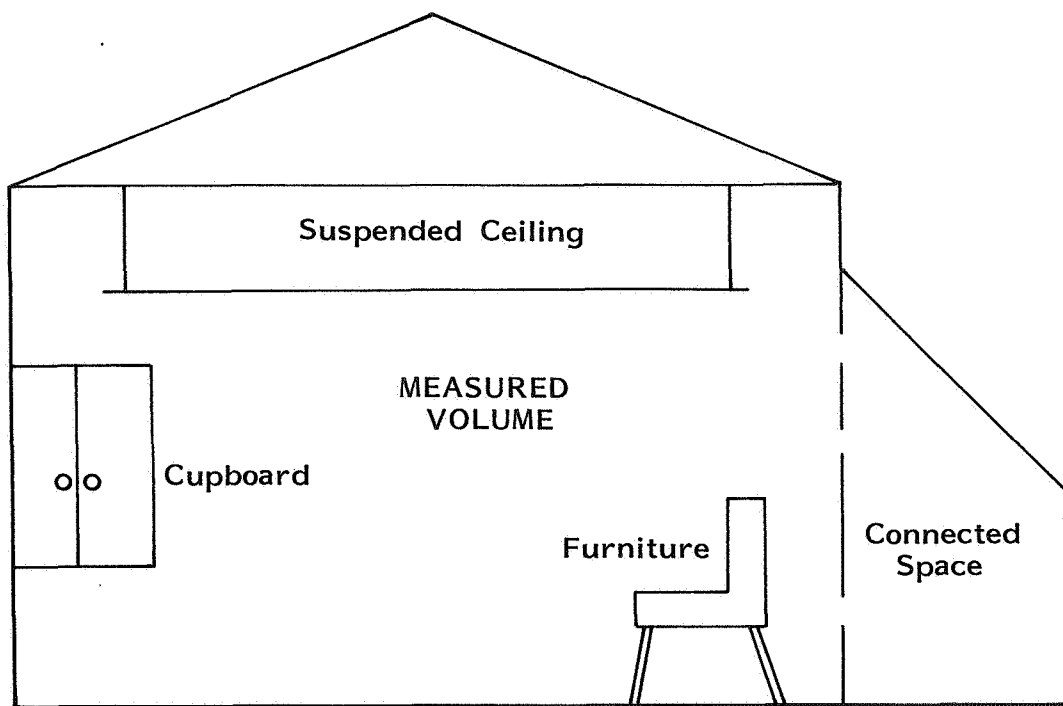 Suspended Ceiling
MEASURED
VOLUME
Cupboard
Furniture
Connected
Space